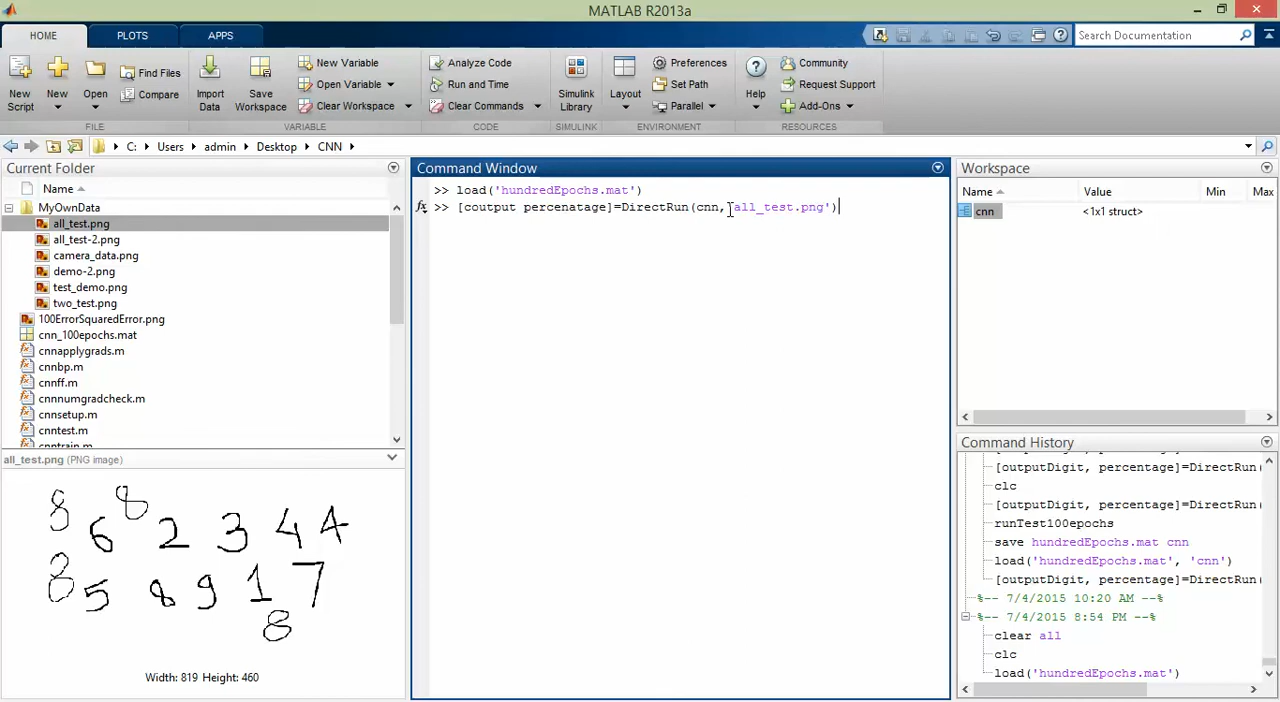 MATLAB R2013a
HOME PLOTS APPS Search Documentation
New Script New Open Find Files Compare Import Data Save Workspace New Variable Open Variable Clear Workspace Analyze Code Run and Time Clear Commands Simulink Library Layout Preferences Set Path Parallel Help Community Request Support Add-Ons
FILE VARIABLE CODE SIMULINK ENVIRONMENT RESOURCES
C: Users admin Desktop CNN
Current Folder
Name
MyOwnData
all_test.png
all_test-2.png
camera_data.png
demo-2.png
test_demo.png
two_test.png
100ErrorSquaredError.png
cnn_100epochs.mat
cnnapplygrads.m
cnnbp.m
cnnff.m
cnnnumgradcheck.m
cnnsetup.m
cnntest.m
cnntrain.m
all_test.png (PNG image)
8 6 8 2 3 4 4
8 5 8 9 1 7
8
Width: 819 Height: 460
Command Window
>> load('hundredEpochs.mat')
fx >> [coutput percenatage]=DirectRun(cnn,'all_test.png')
Workspace
Name Value Min Max
cnn <1x1 struct>
Command History
[outputDigit, percentage]=DirectRun(
clc
[outputDigit, percentage]=DirectRun(
runTest100epochs
save hundredEpochs.mat cnn
load('hundredEpochs.mat', 'cnn')
[outputDigit, percentage]=DirectRun(
%-- 7/4/2015 10:20 AM --%
%-- 7/4/2015 8:54 PM --%
clear all
clc
load('hundredEpochs.mat')